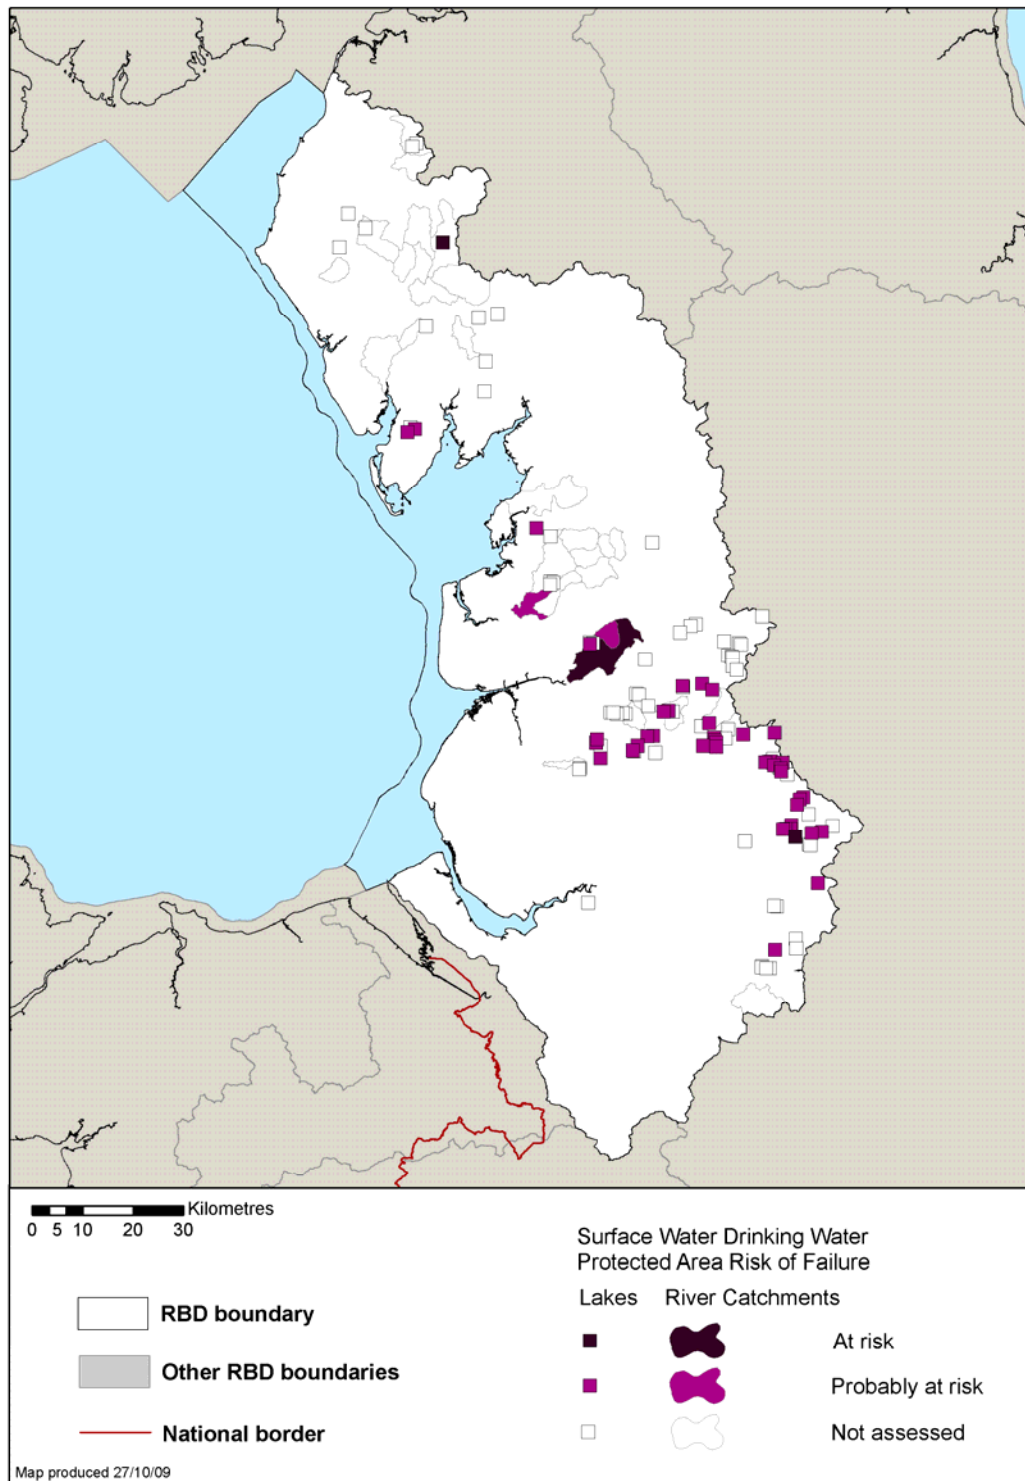 Kilometres
0 5 10 20 30
Surface Water Drinking Water
Protected Area Risk of Failure
Lakes River Catchments
RBD boundary
At risk
Other RBD boundaries
Probably at risk
National border
Not assessed
Map produced 27/10/09